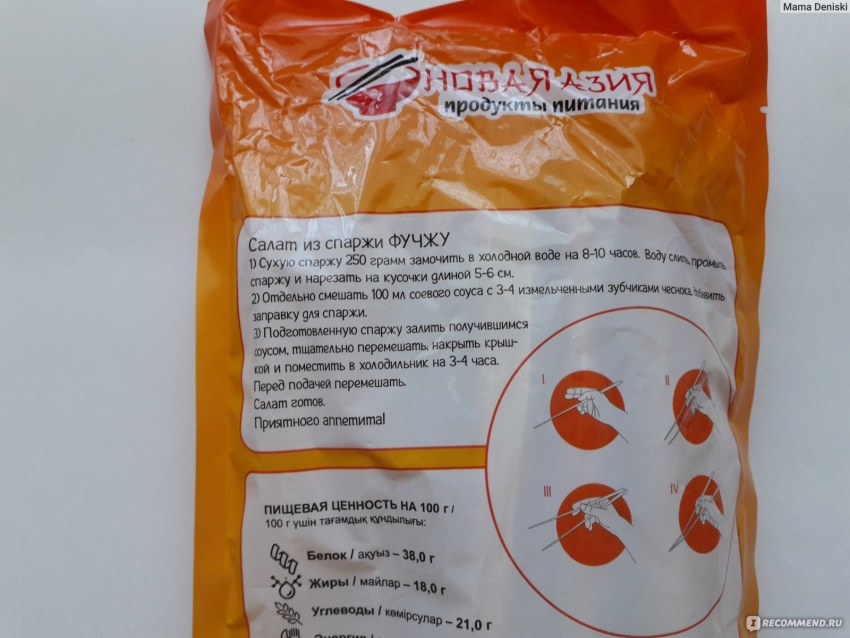 Mama Deniski
НОВАЯ АЗИЯ
продукты питания
Салат из спаржи ФУЧЖУ
1) Сухую спаржу 250 грамм замочить в холодной воде на 8-10 часов. Воду слить, промыть
спаржу и нарезать на кусочки длиной 5-6 см.
2) Отдельно смешать 100 мл соевого соуса с 3-4 измельченными зубчиками чеснока, добавить
заправку для спаржи.
3) Подготовленную спаржу залить получившимся
соусом, тщательно перемешать, накрыть крыш-
кой и поместить в холодильник на 3-4 часа.
Перед подачей перемешать.
Салат готов.
Приятного аппетита!
I
II
III
IV
ПИЩЕВАЯ ЦЕННОСТЬ НА 100 г /
100 г үшін тағамдық құндылығы:
Белок / ақуыз – 38,0 г
Жиры / майлар – 18,0 г
Углеводы / көмірсулар – 21,0 г
I RECOMMEND.RU